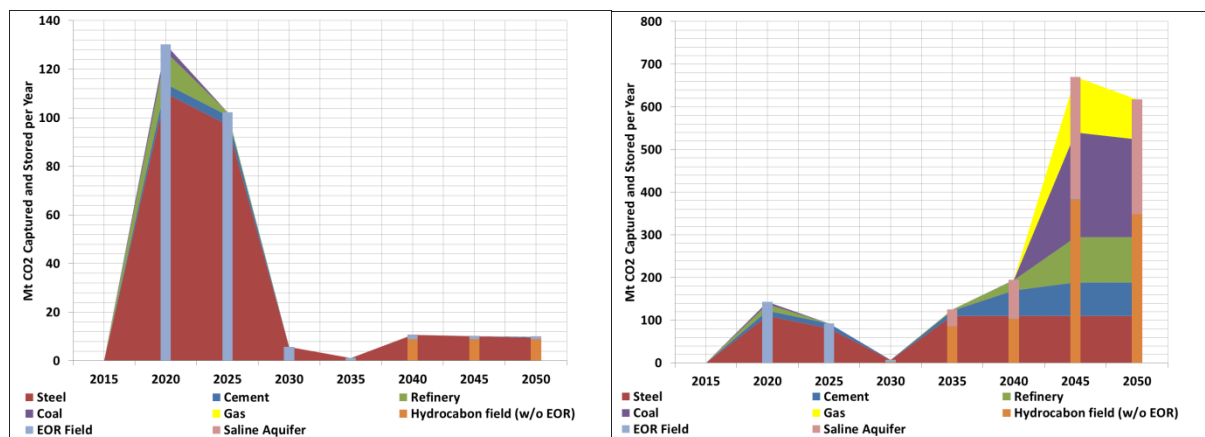 140
120
100
80
60
40
20
0
Mt CO2 Captured and Stored per Year
2015 2020 2025 2030 2035 2040 2045 2050
Steel Cement Refinery
Coal Gas Hydrocabon field (w/o EOR)
EOR Field Saline Aquifer
800
700
600
500
400
300
200
100
0
Mt CO2 Captured and Stored per Year
2015 2020 2025 2030 2035 2040 2045 2050
Steel Cement Refinery
Coal Gas Hydrocabon field (w/o EOR)
EOR Field Saline Aquifer